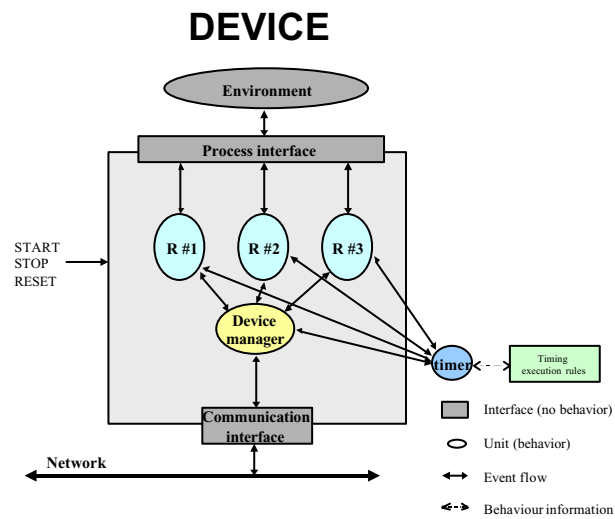 DEVICE
Environment
Process interface
R #1
R #2
R #3
START
STOP
RESET
Device
manager
timer
Timing
execution rules
Communication
interface
Network
Interface (no behavior)
Unit (behavior)
Event flow
Behaviour information